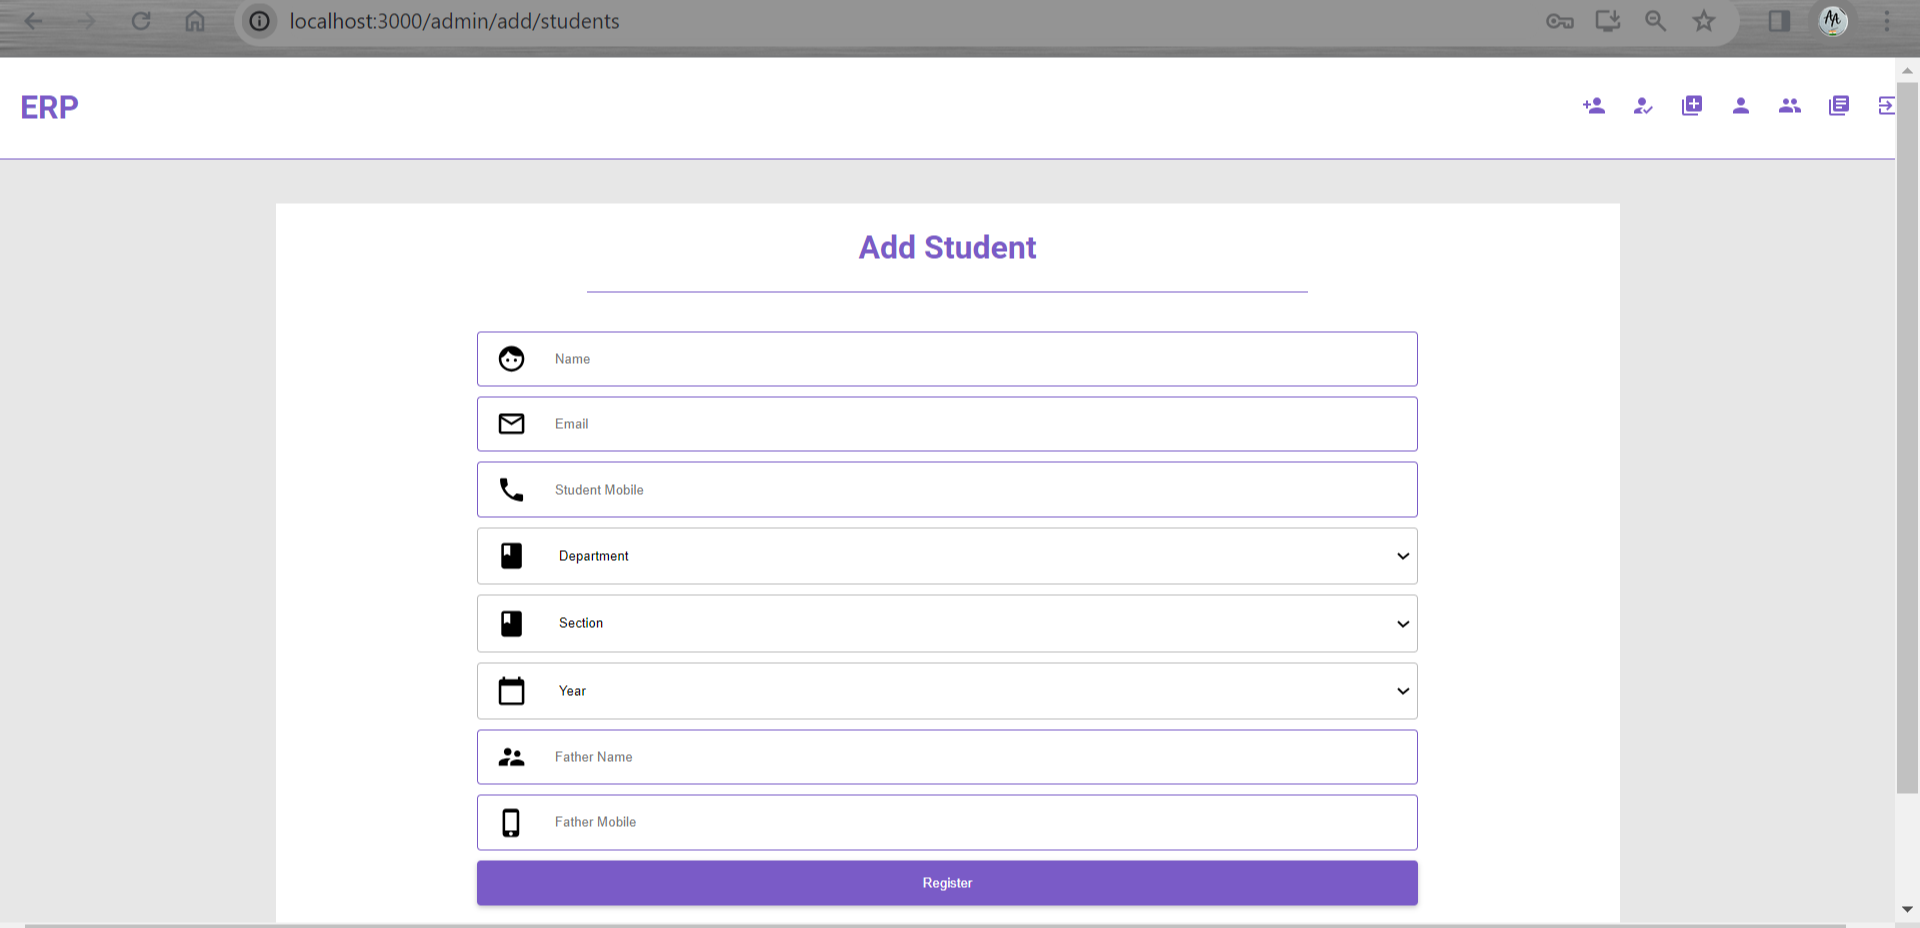 localhost:3000/admin/add/students
ERP
Add Student
Name
Email
Student Mobile
Department
Section
Year
Father Name
Father Mobile
Register